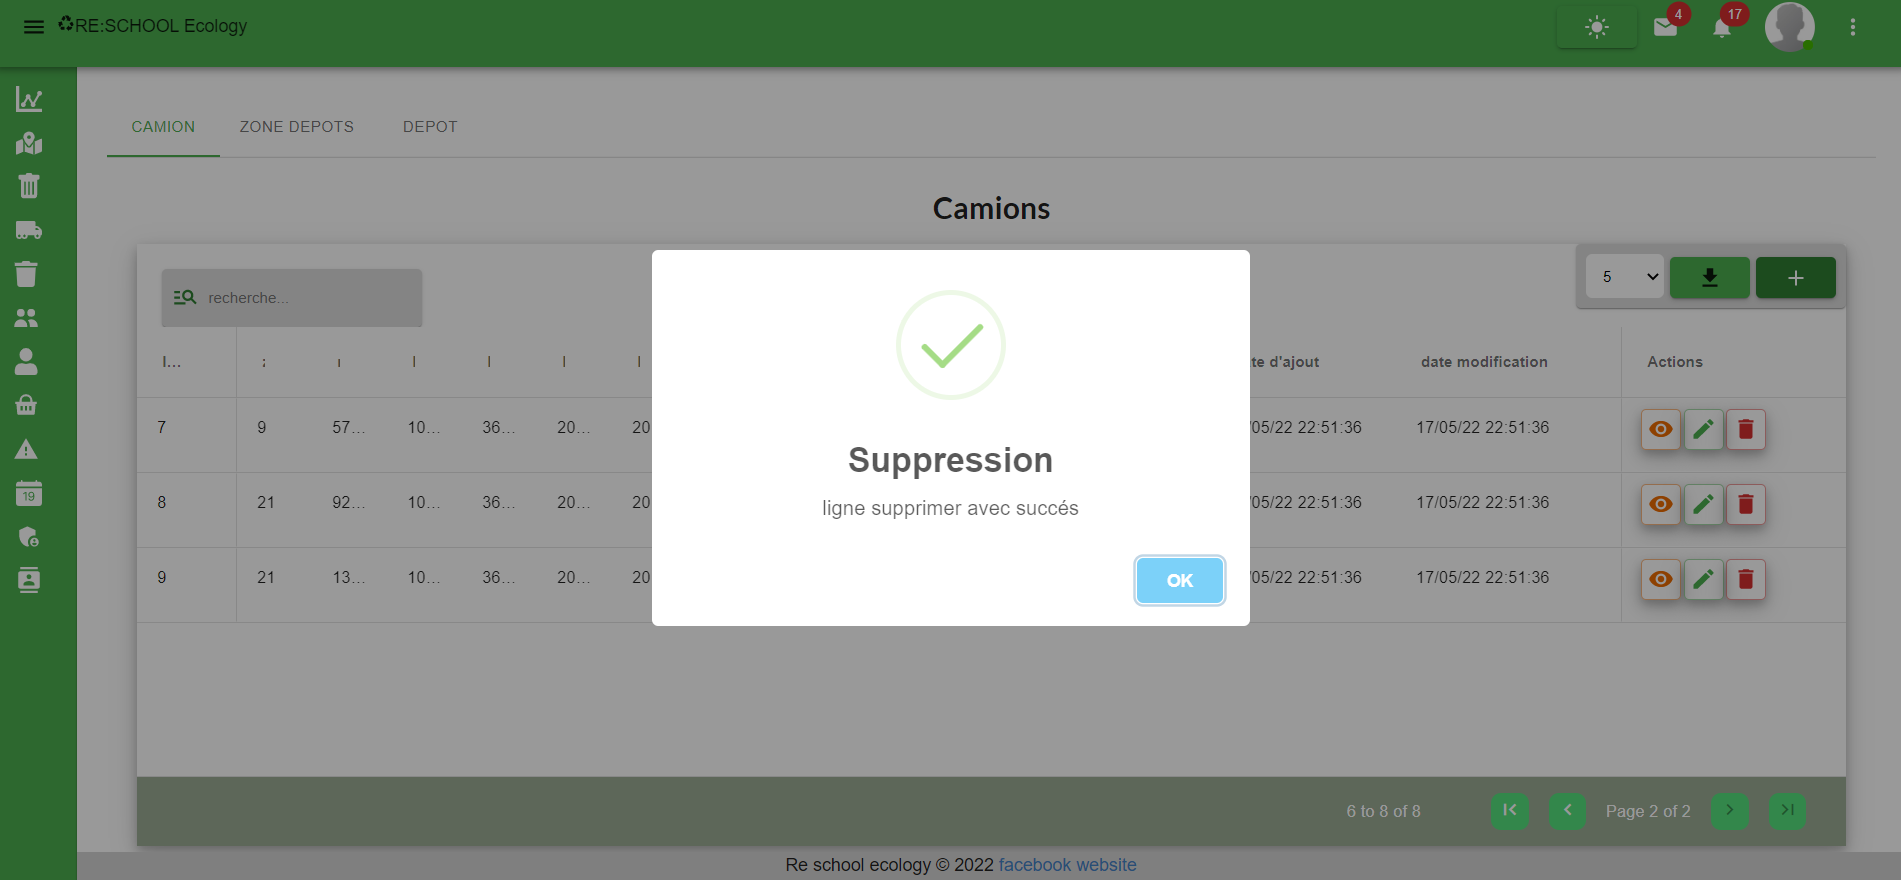 RE:SCHOOL Ecology
4
17
CAMION ZONE DEPOTS DEPOT
Camions
recherche...
5
I...
te d'ajout date modification Actions
7 9 57... 10... 36... 20... 20 /05/22 22:51:36 17/05/22 22:51:36
8 21 92... 10... 36... 20... 20 /05/22 22:51:36 17/05/22 22:51:36
9 21 13... 10... 36... 20... 20 /05/22 22:51:36 17/05/22 22:51:36
19
Suppression
ligne supprimer avec succés
OK
6 to 8 of 8 Page 2 of 2
Re school ecology © 2022 facebook website